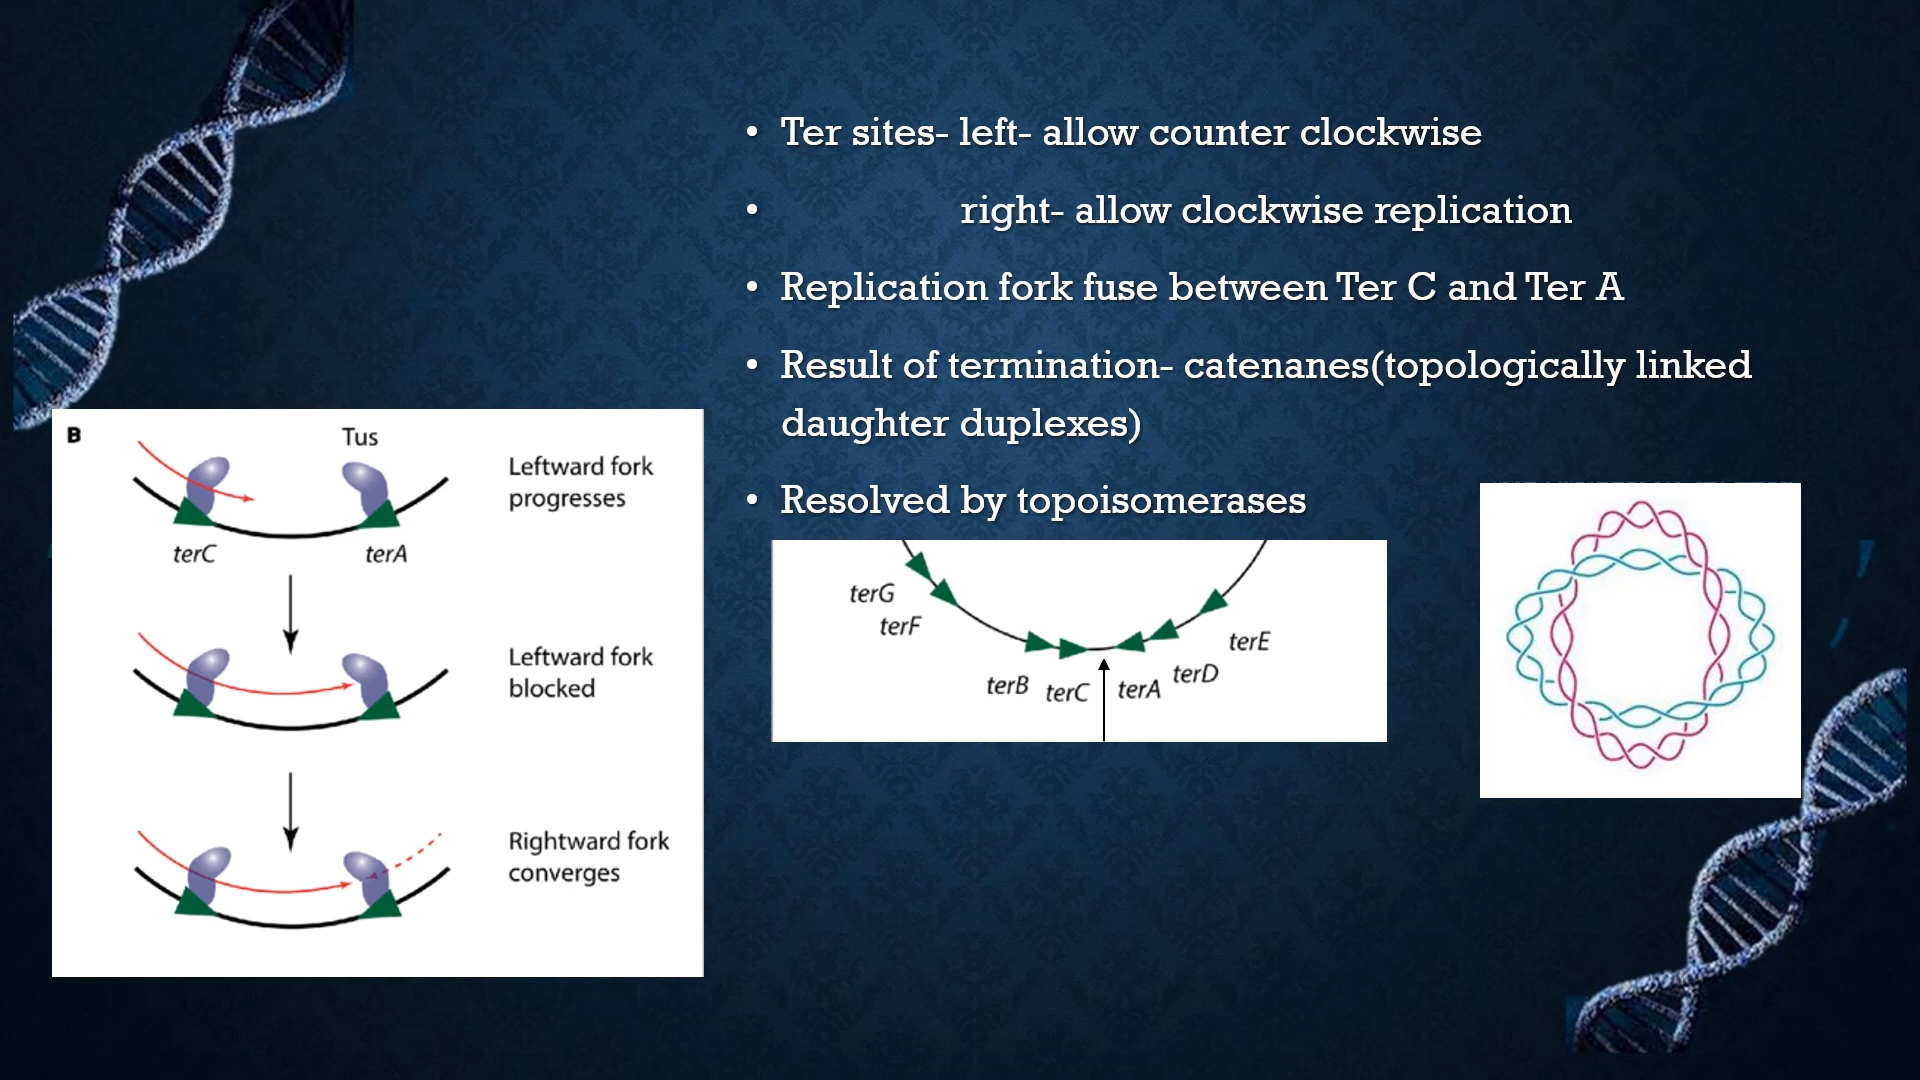 • Ter sites- left- allow counter clockwise
• right- allow clockwise replication
• Replication fork fuse between Ter C and Ter A
• Result of termination- catenanes(topologically linked
daughter duplexes)
• Resolved by topoisomerases
B
Tus
Leftward fork
progresses
terC
terA
Leftward fork
blocked
Rightward fork
converges
terG
terF
terB
terC
terA
terD
terE